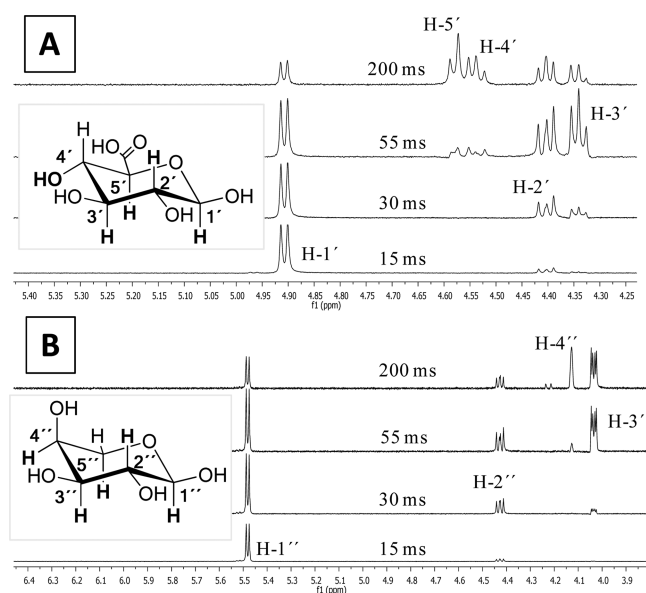 A
H-5´
H-4´
200 ms
55 ms
H-3´
30 ms
H-2´
15 ms
H-1´
H
O
HO
H
O
4´
HO
5´
2´
OH
HO
3´
H
OH
1´
H
H
5.40 5.35 5.30 5.25 5.20 5.15 5.10 5.05 5.00 4.95 4.90 4.85 4.80 4.75 4.70 4.65 4.60 4.55 4.50 4.45 4.40 4.35 4.30 4.25
f1 (ppm)
B
H-4´´
200 ms
55 ms
H-3´
H-2´´
30 ms
H-1´´
15 ms
OH
4´´
H
H
O
H
5´´
2´´
OH
HO
3´´
H
OH
1´´
H
H
6.4 6.3 6.2 6.1 6.0 5.9 5.8 5.7 5.6 5.5 5.4 5.3 5.2 5.1 5.0 4.9 4.8 4.7 4.6 4.5 4.4 4.3 4.2 4.1 4.0 3.9
f1 (ppm)